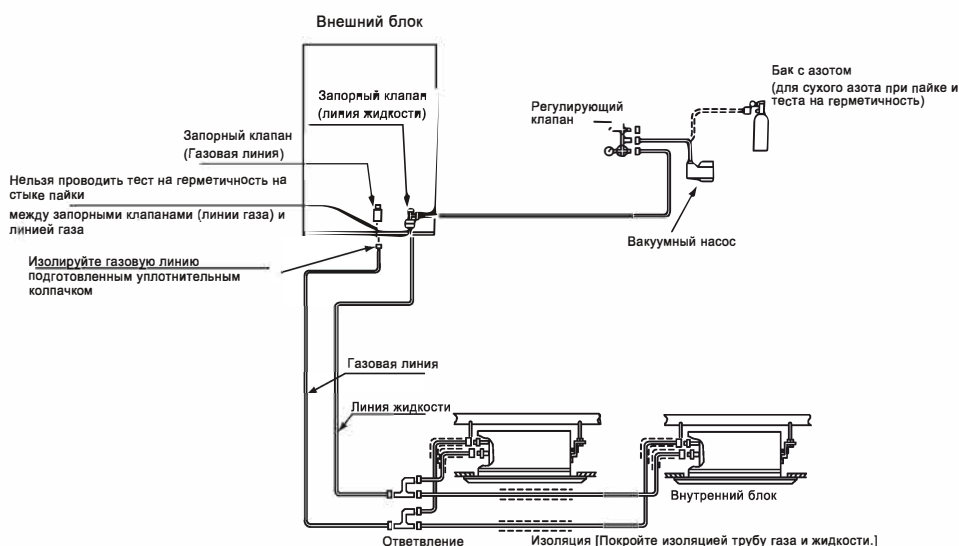 Внешний блок
Запорный клапан
(линия жидкости)
Запорный клапан
(Газовая линия)
Нельзя проводить тест на герметичность на
стыке пайки
между запорными клапанами (линии газа) и
линией газа
Изолируйте газовую линию
подготовленным уплотнительным
колпачком
Регулирующий
клапан
Бак с азотом
(для сухого азота при пайке и
теста на герметичность)
Вакуумный насос
Газовая линия
Линия жидкости
Внутренний блок
Ответвление
Изоляция [Покройте изоляцией трубу газа и жидкости.]